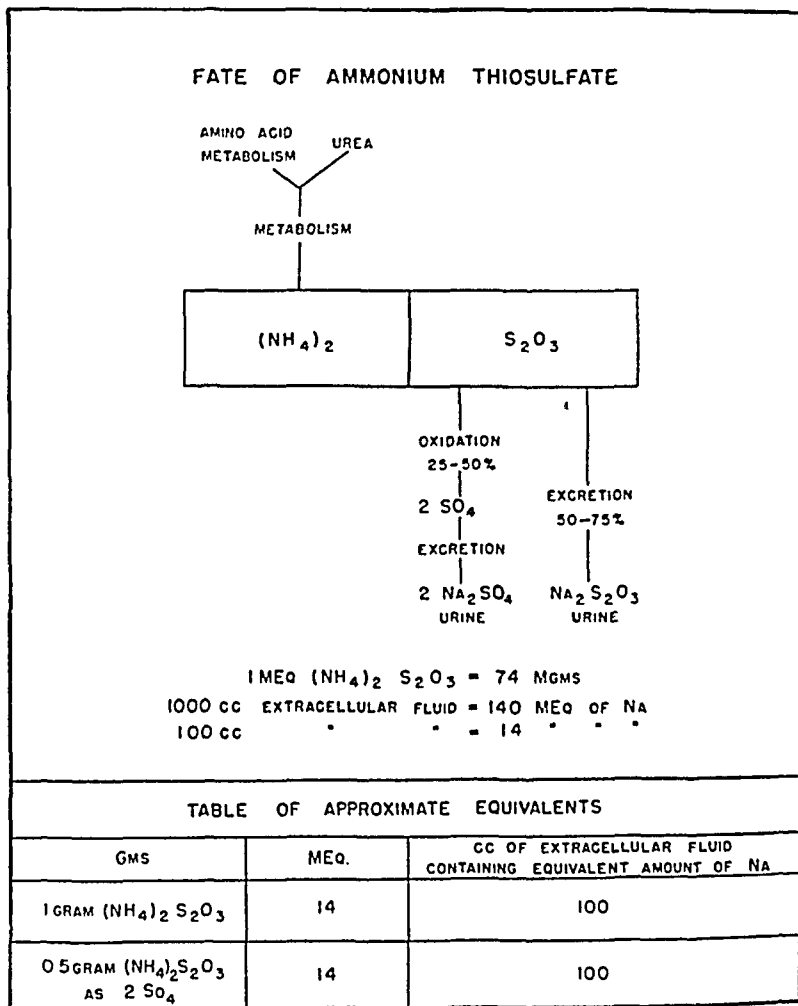 FATE OF AMMONIUM THIOSULFATE
AMINO ACID
METABOLISM
UREA
METABOLISM
(NH4)2
S2O3
OXIDATION
25-50%
2 SO4
EXCRETION
2 NA2SO4
URINE
EXCRETION
50-75%
NA2S2O3
URINE
1 MEQ (NH4)2 S2O3 = 74 MGMS
1000 CC EXTRACELLULAR FLUID = 140 MEQ OF NA
100 CC " " = 14 " " "
TABLE OF APPROXIMATE EQUIVALENTS
GMS
MEQ.
CC OF EXTRACELLULAR FLUID
CONTAINING EQUIVALENT AMOUNT OF NA
1 GRAM (NH4)2 S2O3
14
100
0 5 GRAM (NH4)2S2O3
AS 2 SO4
14
100